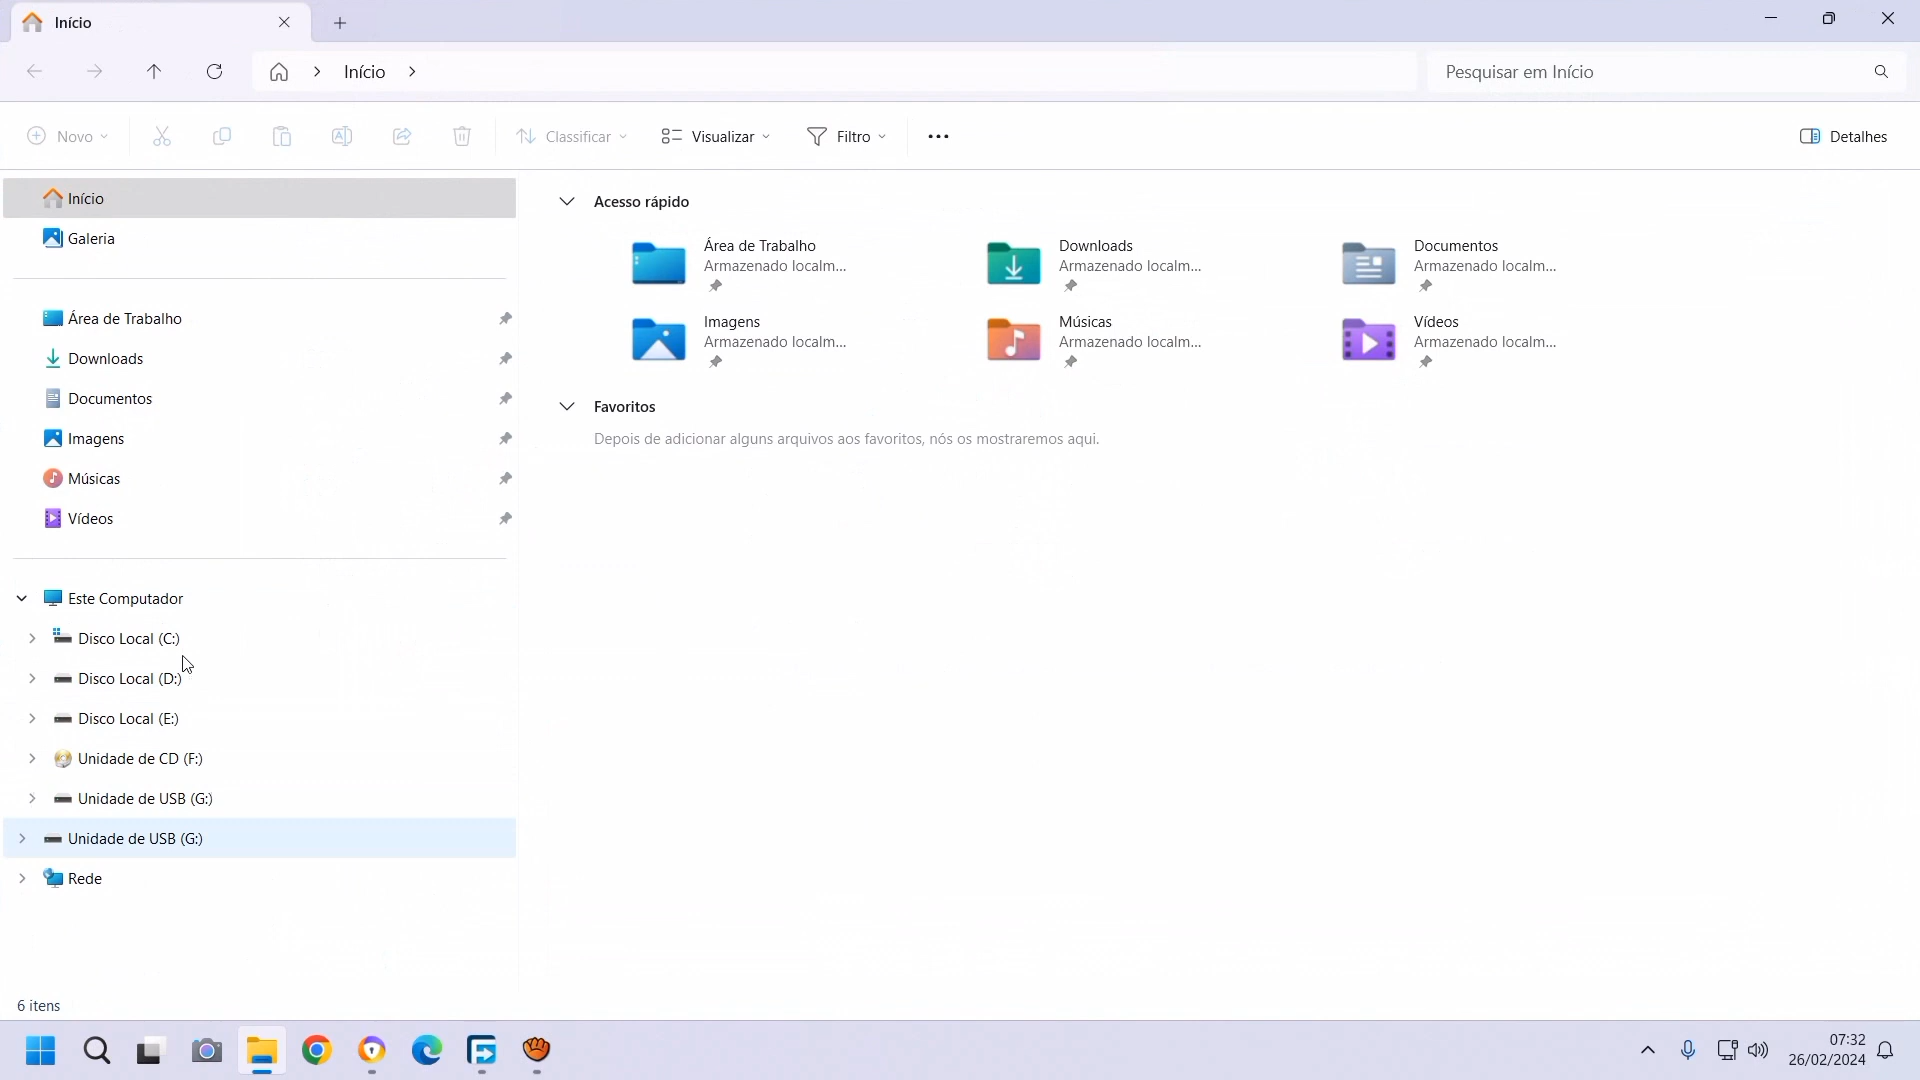 Início
Início
Pesquisar em Início
Novo
Classificar
Visualizar
Filtro
Detalhes
Início
Galeria
Área de Trabalho
Downloads
Documentos
Imagens
Músicas
Vídeos
Este Computador
Disco Local (C:)
Disco Local (D:)
Disco Local (E:)
Unidade de CD (F:)
Unidade de USB (G:)
Unidade de USB (G:)
Rede
Acesso rápido
Área de Trabalho
Armazenado localm...
Downloads
Armazenado localm...
Documentos
Armazenado localm...
Imagens
Armazenado localm...
Músicas
Armazenado localm...
Vídeos
Armazenado localm...
Favoritos
Depois de adicionar alguns arquivos aos favoritos, nós os mostraremos aqui.
6 itens
07:32
26/02/2024